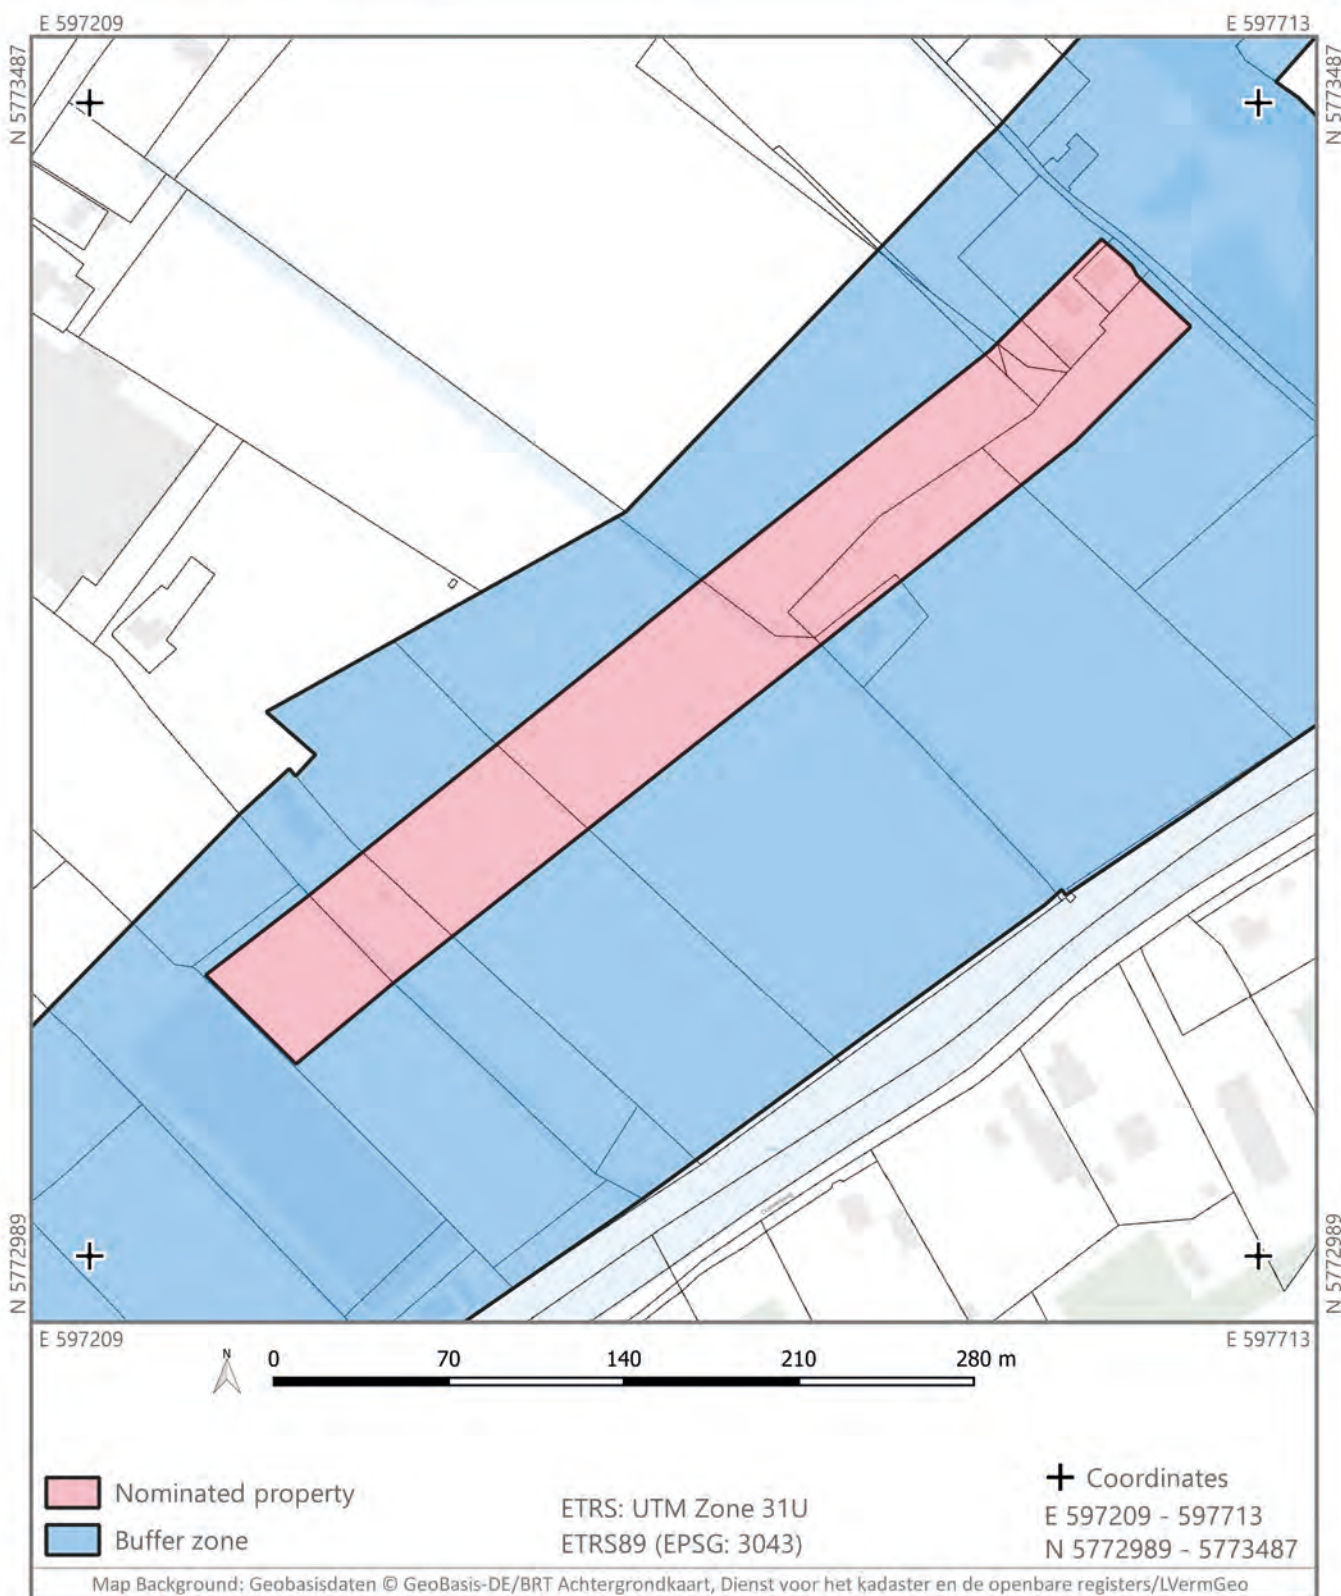 E 597209
E 597713
N 5773487
N 5773487
N 5772989
N 5772989
E 597209
E 597713
N
0 70 140 210 280 m
Nominated property
Buffer zone
ETRS: UTM Zone 31U
ETRS89 (EPSG: 3043)
Coordinates
E 597209 - 597713
N 5772989 - 5773487
Map Background: Geobasisdaten © GeoBasis-DE/BRT Achtergrondkaart, Dienst voor het kadaster en de openbare registers/LVermGeo